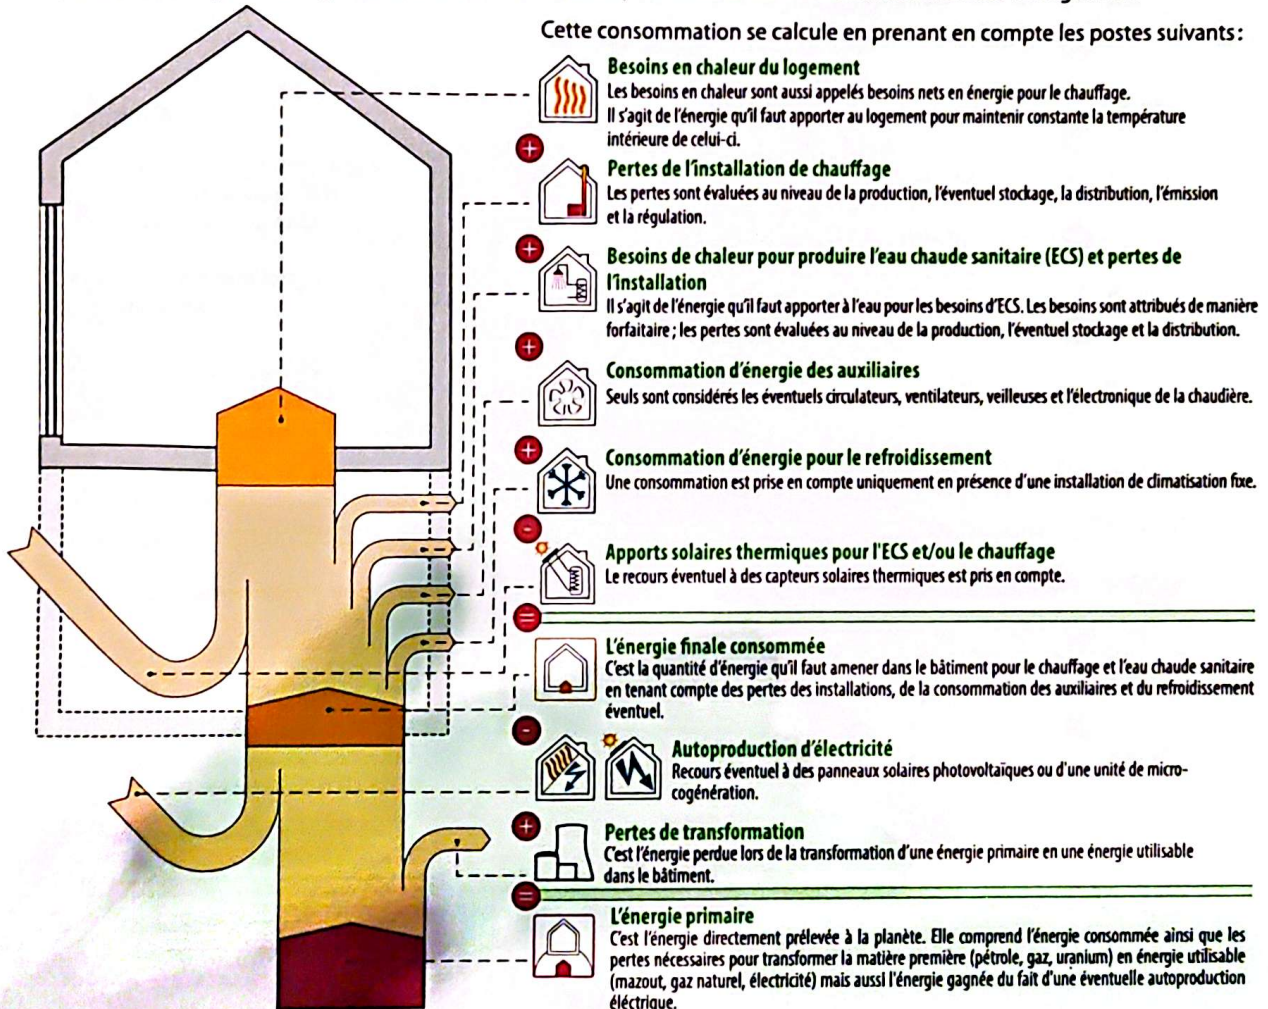 Cette consommation se calcule en prenant en compte les postes suivants :
Besoins en chaleur du logement
Les besoins en chaleur sont aussi appelés besoins nets en énergie pour le chauffage.
Il s'agit de l'énergie qu'il faut apporter au logement pour maintenir constante la température
intérieure de celui-ci.
+
Pertes de l'installation de chauffage
Les pertes sont évaluées au niveau de la production, l'éventuel stockage, la distribution, l'émission
et la régulation.
+
Besoins de chaleur pour produire l'eau chaude sanitaire (ECS) et pertes de
l'installation
Il s'agit de l'énergie qu'il faut apporter à l'eau pour les besoins d'ECS. Les besoins sont attribués de manière
forfaitaire ; les pertes sont évaluées au niveau de la production, l'éventuel stockage et la distribution.
+
Consommation d'énergie des auxiliaires
Seuls sont considérés les éventuels circulateurs, ventilateurs, veilleuses et l'électronique de la chaudière.
+
Consommation d'énergie pour le refroidissement
Une consommation est prise en compte uniquement en présence d'une installation de climatisation fixe.
-
Apports solaires thermiques pour l'ECS et/ou le chauffage
Le recours éventuel à des capteurs solaires thermiques est pris en compte.
=
L'énergie finale consommée
C'est la quantité d'énergie qu'il faut amener dans le bâtiment pour le chauffage et l'eau chaude sanitaire
en tenant compte des pertes des installations, de la consommation des auxiliaires et du refroidissement
éventuel.
-
Autoproduction d'électricité
Recours éventuel à des panneaux solaires photovoltaïques ou d'une unité de micro-
cogénération.
+
Pertes de transformation
C'est l'énergie perdue lors de la transformation d'une énergie primaire en une énergie utilisable
dans le bâtiment.
=
L'énergie primaire
C'est l'énergie directement prélevée à la planète. Elle comprend l'énergie consommée ainsi que les
pertes nécessaires pour transformer la matière première (pétrole, gaz, uranium) en énergie utilisable
(mazout, gaz naturel, électricité) mais aussi l'énergie gagnée du fait d'une éventuelle autoproduction
éléctrique.